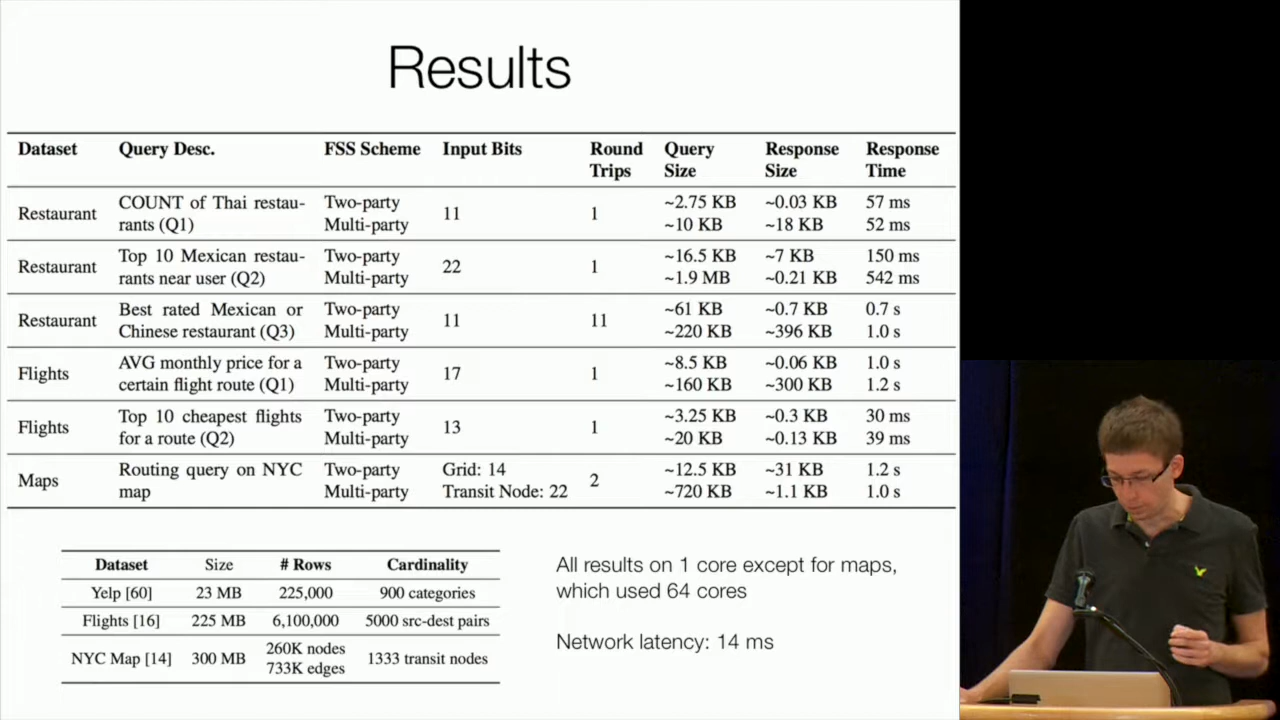 Results
Dataset Query Desc. FSS Scheme Input Bits Round Trips Query Size Response Size Response Time
Restaurant COUNT of Thai restau-
rants (Q1) Two-party
Multi-party 11 1 ~2.75 KB
~10 KB ~0.03 KB
~18 KB 57 ms
52 ms
Restaurant Top 10 Mexican restau-
rants near user (Q2) Two-party
Multi-party 22 1 ~16.5 KB
~1.9 MB ~7 KB
~0.21 KB 150 ms
542 ms
Restaurant Best rated Mexican or
Chinese restaurant (Q3) Two-party
Multi-party 11 11 ~61 KB
~220 KB ~0.7 KB
~396 KB 0.7 s
1.0 s
Flights AVG monthly price for a
certain flight route (Q1) Two-party
Multi-party 17 1 ~8.5 KB
~160 KB ~0.06 KB
~300 KB 1.0 s
1.2 s
Flights Top 10 cheapest flights
for a route (Q2) Two-party
Multi-party 13 1 ~3.25 KB
~20 KB ~0.3 KB
~0.13 KB 30 ms
39 ms
Maps Routing query on NYC
map Two-party
Multi-party Grid: 14
Transit Node: 22 2 ~12.5 KB
~720 KB ~31 KB
~1.1 KB 1.2 s
1.0 s
Dataset Size # Rows Cardinality
Yelp [60] 23 MB 225,000 900 categories
Flights [16] 225 MB 6,100,000 5000 src-dest pairs
NYC Map [14] 300 MB 260K nodes
733K edges 1333 transit nodes
All results on 1 core except for maps,
which used 64 cores
Network latency: 14 ms